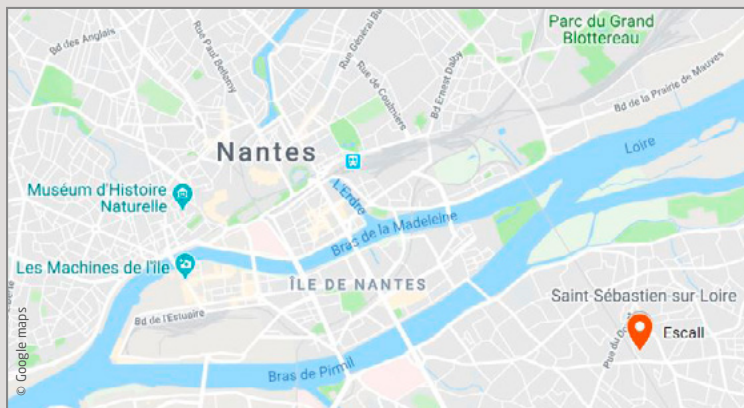 Parc du Grand
Blottereau
Bd des Anglais
Rue Paul Bellamy
Rue Général Bu
Rue de Coulmiers
Bd Ernest Dalby
Bd de la Prairie de Mauves
Loire
Nantes
L'Erdre
Muséum d'Histoire
Naturelle
Bras de la Madeleine
Les Machines de l'île
ÎLE DE NANTES
Bd de l'Estuaire
Saint Sébastien sur Loire
Escall
Bras de Pirmil
© Google maps